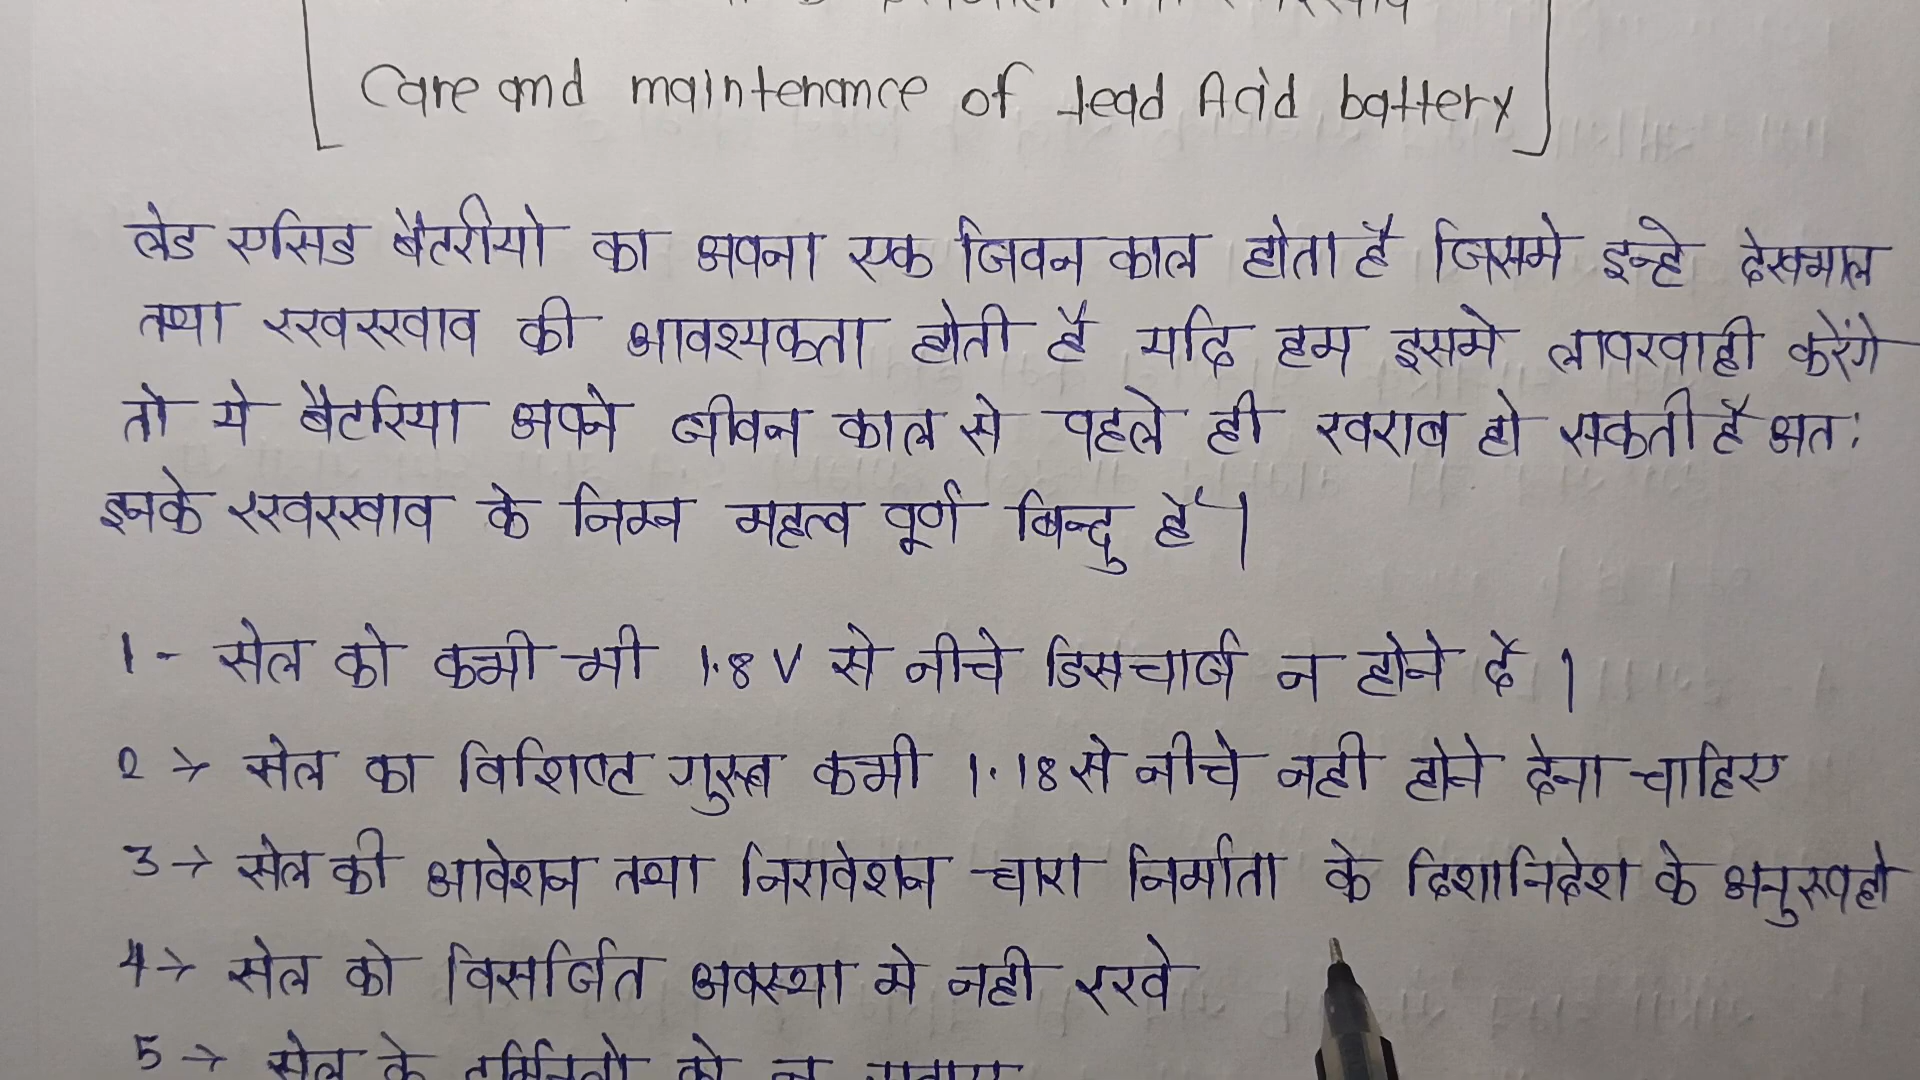 Care and maintenance of lead Acid battery
लेड एसिड बैटरीयो का अपना एक जिवन काल होता है जिसमे इन्हे देखभाल
तथा रखरखाव की आवश्यकता होती है यदि हम इसमे लापरवाही करेंगे
तो ये बैटरिया अपने जीवन काल से पहले ही खराब हो सकती है अत:
इनके रखरखाव के निम्न महत्व पूर्ण बिन्दु हैं।
1- सेल को कभी भी 1.8 V से नीचे डिसचार्ज न होने दें ।
2 → सेल का विशिष्ट गुरुत्व कभी 1.18 से नीचे नही होने देना चाहिए
3 → सेल की आवेशन तथा निरावेशन धारा निर्माता के दिशानिदेश के अनुरूप हो
4 → सेल को विसर्जित अवस्था मे नही रखे
5 → सेल के को न